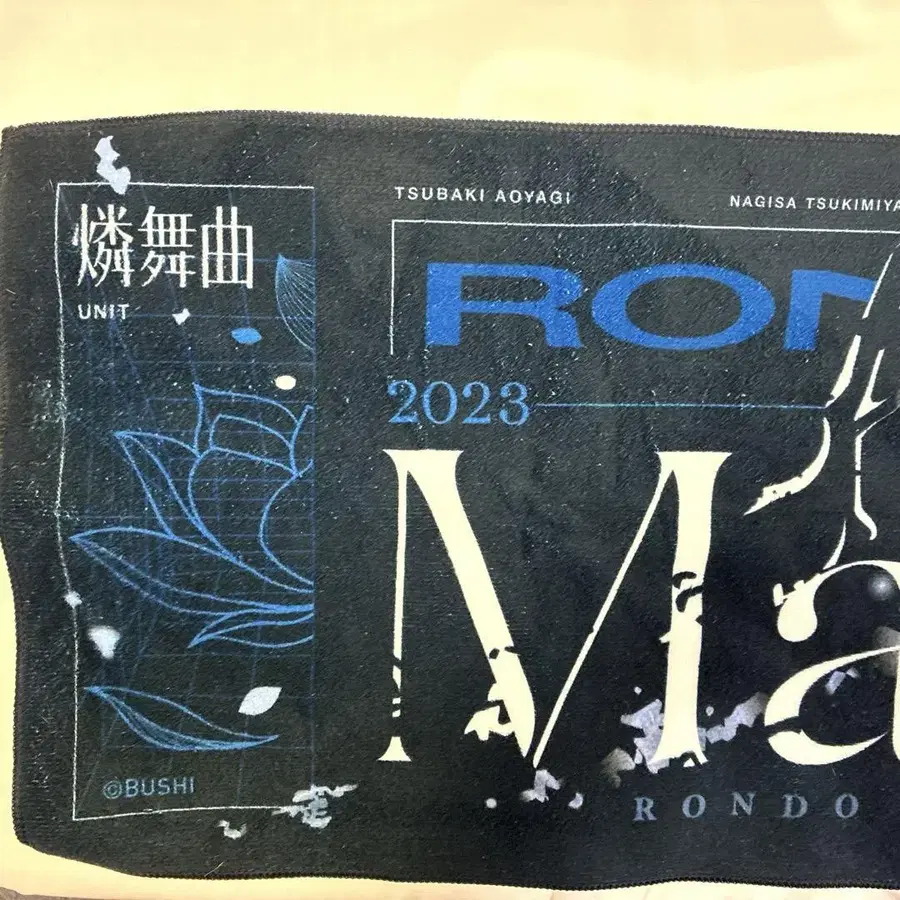 燐舞曲
UNIT
©BUSHI
TSUBAKI AOYAGI
NAGISA TSUKIMIYA
RON
2023
Ma
RONDO